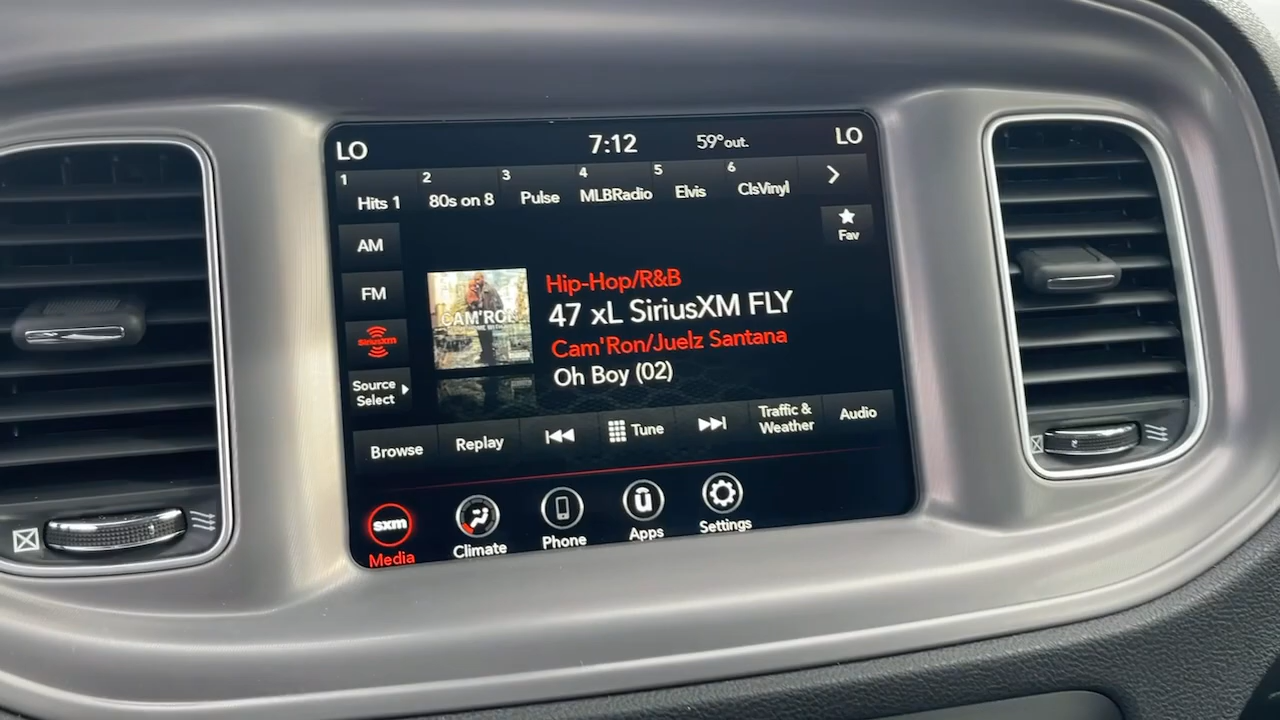 LO 7:12 59°out. LO
1 2 3 4 5 6
Hits 1 80s on 8 Pulse MLBRadio Elvis ClsVinyl
Fav
AM
FM
SiriusXM
Source
Select
CAM'RON
Hip-Hop/R&B
47 xL SiriusXM FLY
Cam'Ron/Juelz Santana
Oh Boy (02)
Browse Replay Tune Traffic &
Weather Audio
sxm
Media Climate Phone Apps Settings